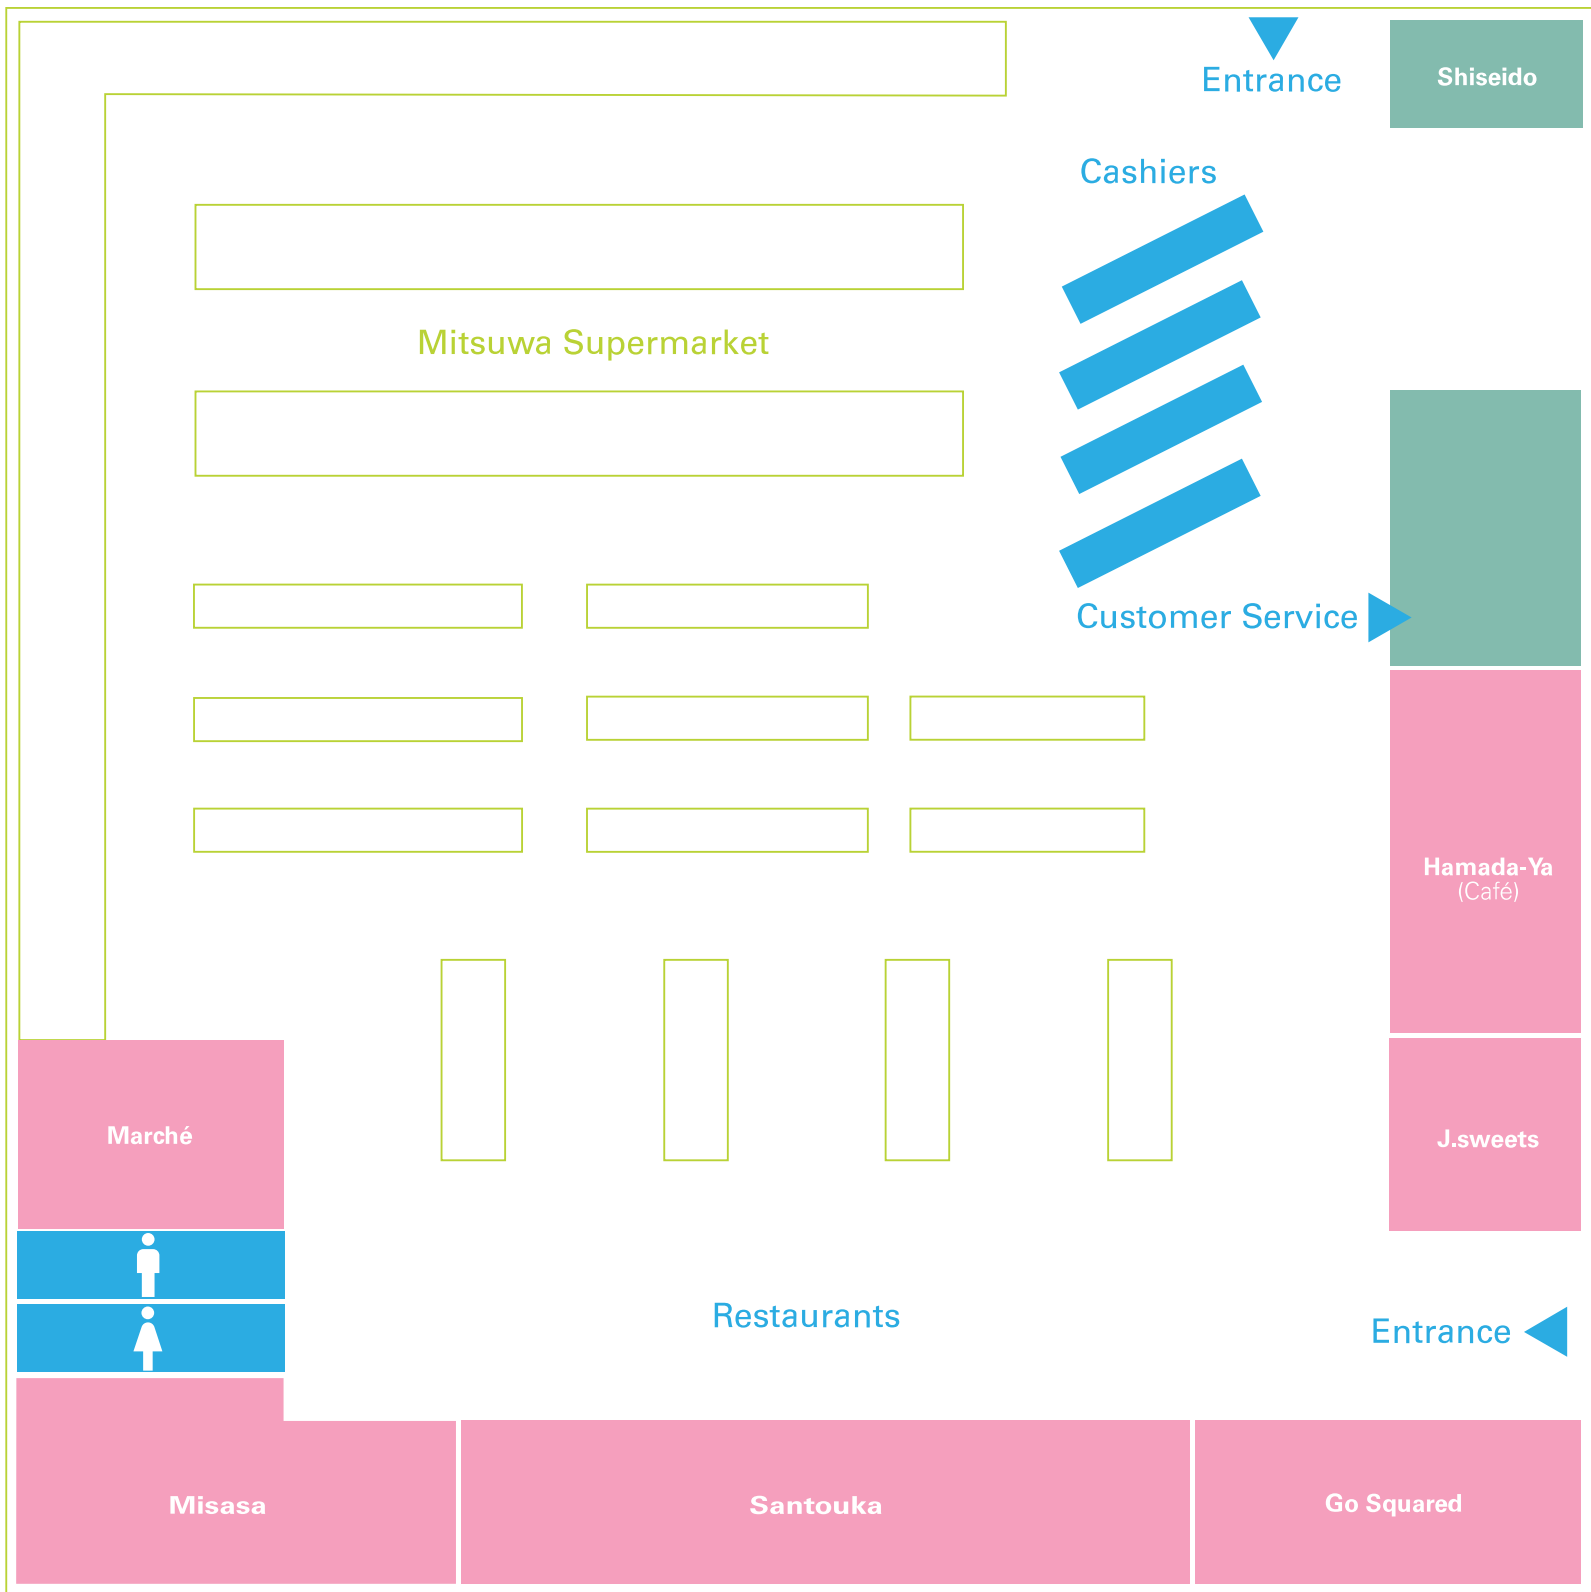 Entrance
Shiseido
Cashiers
Mitsuwa Supermarket
Customer Service
Hamada-Ya
(Café)
Marché
J.sweets
Restaurants
Entrance
Misasa
Santouka
Go Squared